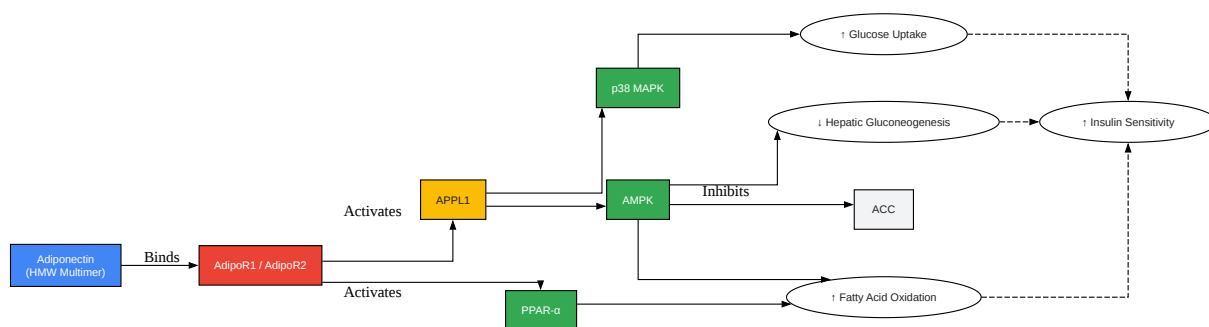 ↑ Glucose Uptake
p38 MAPK
↓ Hepatic Gluconeogenesis
↑ Insulin Sensitivity
Inhibits
APPL1
AMPK
Activates
ACC
Adiponectin
(HMW Multimer)
Binds
AdipoR1 / AdipoR2
Activates
PPAR-α
↑ Fatty Acid Oxidation